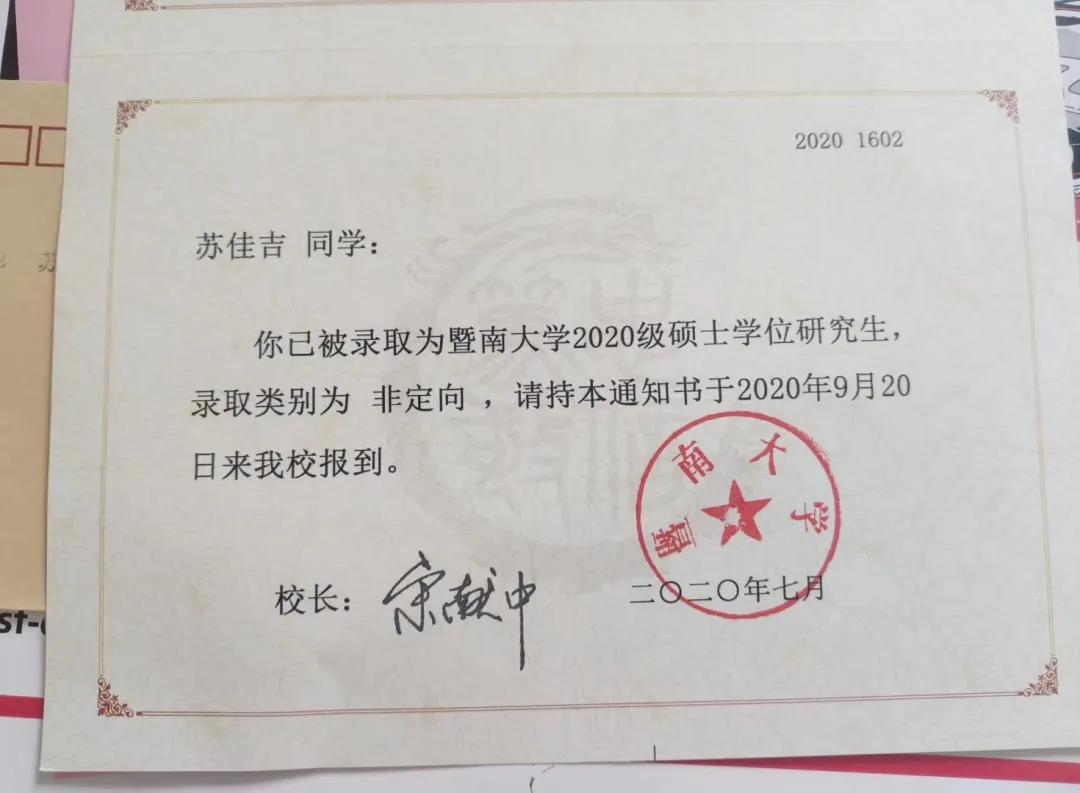 2020 1602
苏佳吉 同学：
你已被录取为暨南大学2020级硕士学位研究生，
录取类别为 非定向 ，请持本通知书于2020年9月20
日来我校报到。
暨南大学
校长：宋献中
二〇二〇年七月
苏
st-